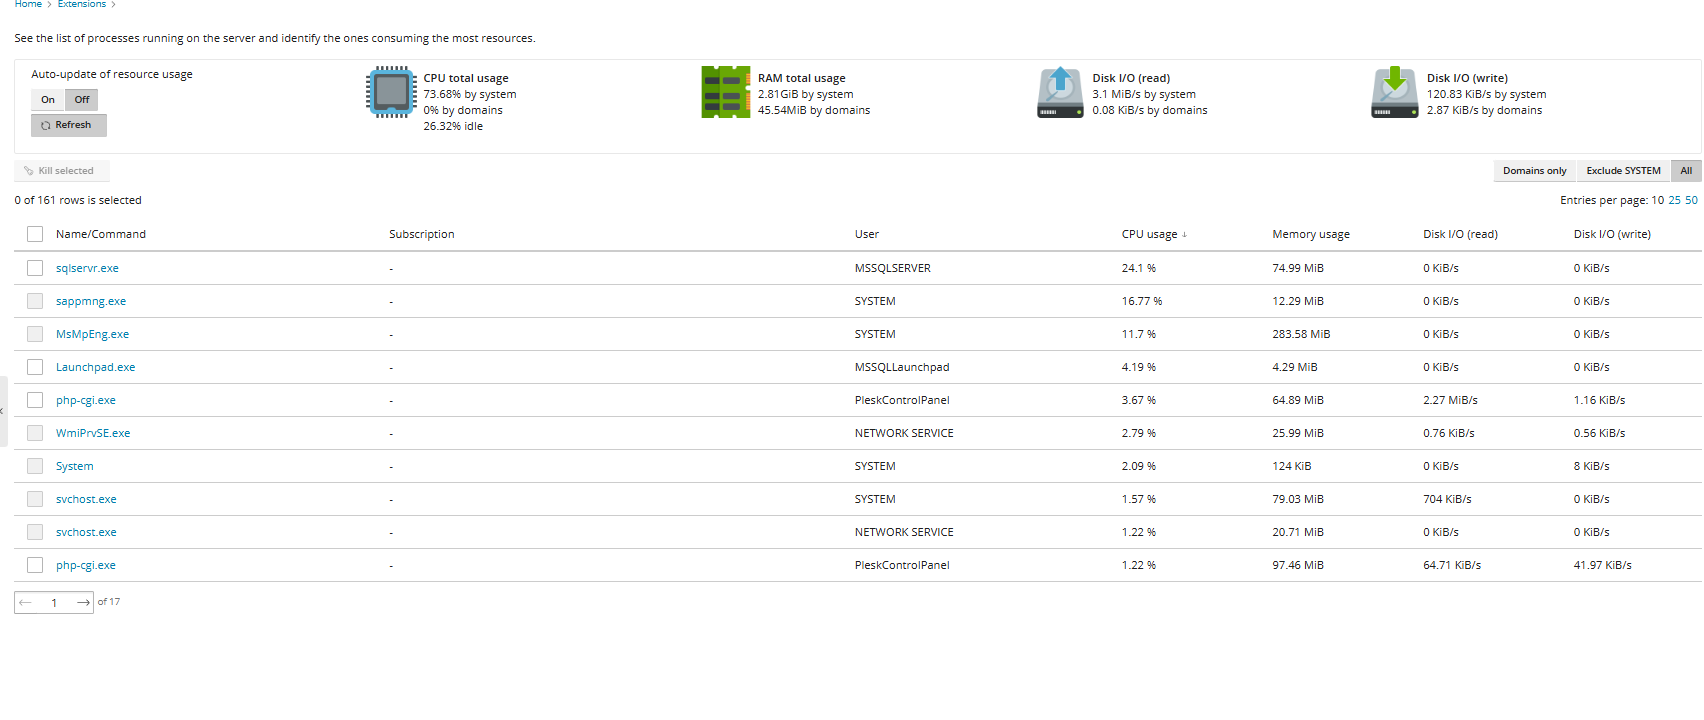 Home > Extensions >
See the list of processes running on the server and identify the ones consuming the most resources.
Auto-update of resource usage
On Off
Refresh
CPU total usage
73.68% by system
0% by domains
26.32% idle
RAM total usage
2.81GiB by system
45.54MiB by domains
Disk I/O (read)
3.1 MiB/s by system
0.08 KiB/s by domains
Disk I/O (write)
120.83 KiB/s by system
2.87 KiB/s by domains
Kill selected
Domains only Exclude SYSTEM All
0 of 161 rows is selected
Entries per page: 10 25 50
Name/Command Subscription User CPU usage ↓ Memory usage Disk I/O (read) Disk I/O (write)
sqlservr.exe - MSSQLSERVER 24.1 % 74.99 MiB 0 KiB/s 0 KiB/s
sappmng.exe - SYSTEM 16.77 % 12.29 MiB 0 KiB/s 0 KiB/s
MsMpEng.exe - SYSTEM 11.7 % 283.58 MiB 0 KiB/s 0 KiB/s
Launchpad.exe - MSSQLLaunchpad 4.19 % 4.29 MiB 0 KiB/s 0 KiB/s
php-cgi.exe - PleskControlPanel 3.67 % 64.89 MiB 2.27 MiB/s 1.16 KiB/s
WmiPrvSE.exe - NETWORK SERVICE 2.79 % 25.99 MiB 0.76 KiB/s 0.56 KiB/s
System - SYSTEM 2.09 % 124 KiB 0 KiB/s 8 KiB/s
svchost.exe - SYSTEM 1.57 % 79.03 MiB 704 KiB/s 0 KiB/s
svchost.exe - NETWORK SERVICE 1.22 % 20.71 MiB 0 KiB/s 0 KiB/s
php-cgi.exe - PleskControlPanel 1.22 % 97.46 MiB 64.71 KiB/s 41.97 KiB/s
← 1 → of 17